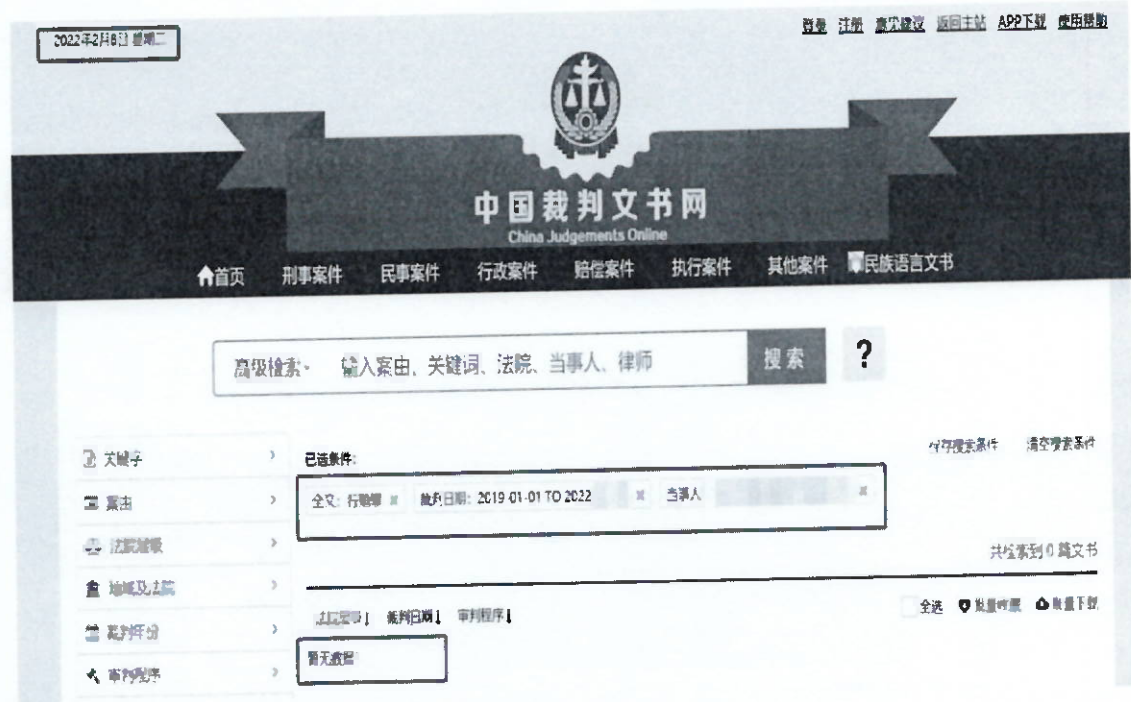 2022年2月8日 星期二
登录 注册 意见建议 返回主站 APP下载 使用帮助
中国裁判文书网
China Judgements Online
首页 刑事案件 民事案件 行政案件 赔偿案件 执行案件 其他案件 民族语言文书
高级检索 输入案由、关键词、法院、当事人、律师 搜索 ?
保存搜索条件 清空搜索条件
关键字 已选条件:
案由 全文: 行贿罪 × 裁判日期: 2019-01-01 TO 2022 × 当事人 ×
法院层级
共检索到 0 篇文书
地域及法院
法院层级 裁判日期 审判程序
全选 批量收藏 批量下载
裁判年份
暂无数据
审判程序